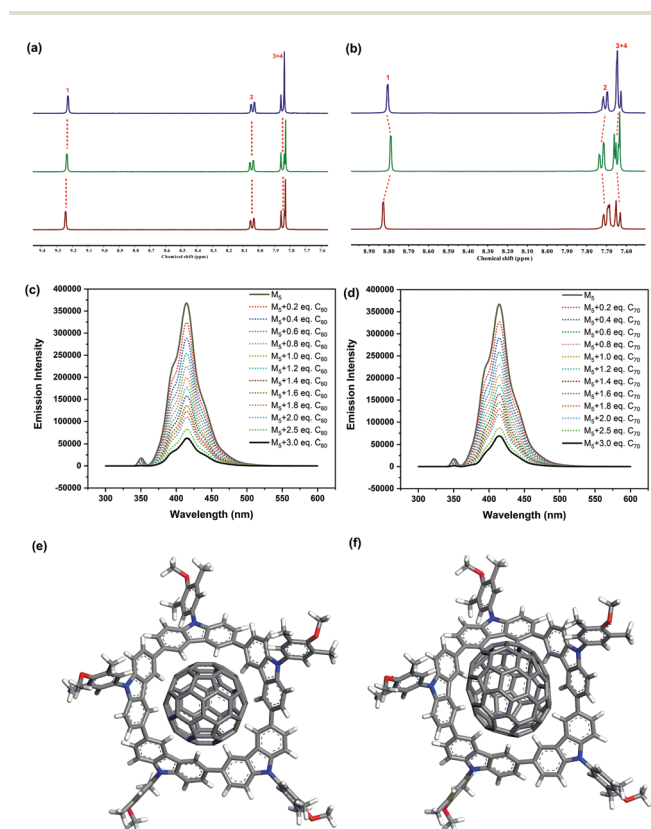 (a)
1
2
3+4
9.4 9.3 9.2 9.1 9.0 8.9 8.8 8.7 8.6 8.5 8.4 8.3 8.2 8.1 8.0 7.9 7.8 7.7 7.6
Chemical shift (ppm)
(b)
1
2
3+4
8.90 8.80 8.70 8.60 8.50 8.40 8.30 8.20 8.10 8.00 7.90 7.80 7.70 7.60
Chemical shift (ppm)
(c)
400000
350000
300000
250000
200000
150000
100000
50000
0
-50000
Emission Intensity
M₅
M₅+0.2 eq. C₆₀
M₅+0.4 eq. C₆₀
M₅+0.6 eq. C₆₀
M₅+0.8 eq. C₆₀
M₅+1.0 eq. C₆₀
M₅+1.2 eq. C₆₀
M₅+1.4 eq. C₆₀
M₅+1.6 eq. C₆₀
M₅+1.8 eq. C₆₀
M₅+2.0 eq. C₆₀
M₅+2.5 eq. C₆₀
M₅+3.0 eq. C₆₀
300 350 400 450 500 550 600
Wavelength (nm)
(d)
400000
350000
300000
250000
200000
150000
100000
50000
0
-50000
Emission Intensity
M₅
M₅+0.2 eq. C₇₀
M₅+0.4 eq. C₇₀
M₅+0.6 eq. C₇₀
M₅+0.8 eq. C₇₀
M₅+1.0 eq. C₇₀
M₅+1.2 eq. C₇₀
M₅+1.4 eq. C₇₀
M₅+1.6 eq. C₇₀
M₅+1.8 eq. C₇₀
M₅+2.0 eq. C₇₀
M₅+2.5 eq. C₇₀
M₅+3.0 eq. C₇₀
300 350 400 450 500 550 600
Wavelength (nm)
(e)
(f)